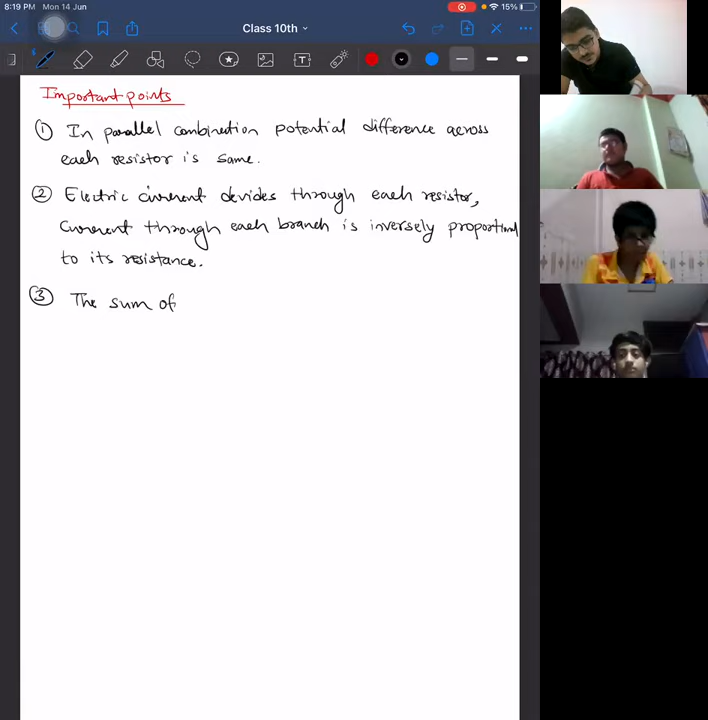 8:19 PM Mon 14 Jun
15%
Class 10th
Important points
① In parallel combination potential difference across
each resistor is same.
② Electric current devides through each resistor,
current through each branch is inversely proportional
to its resistance.
③ The sum of